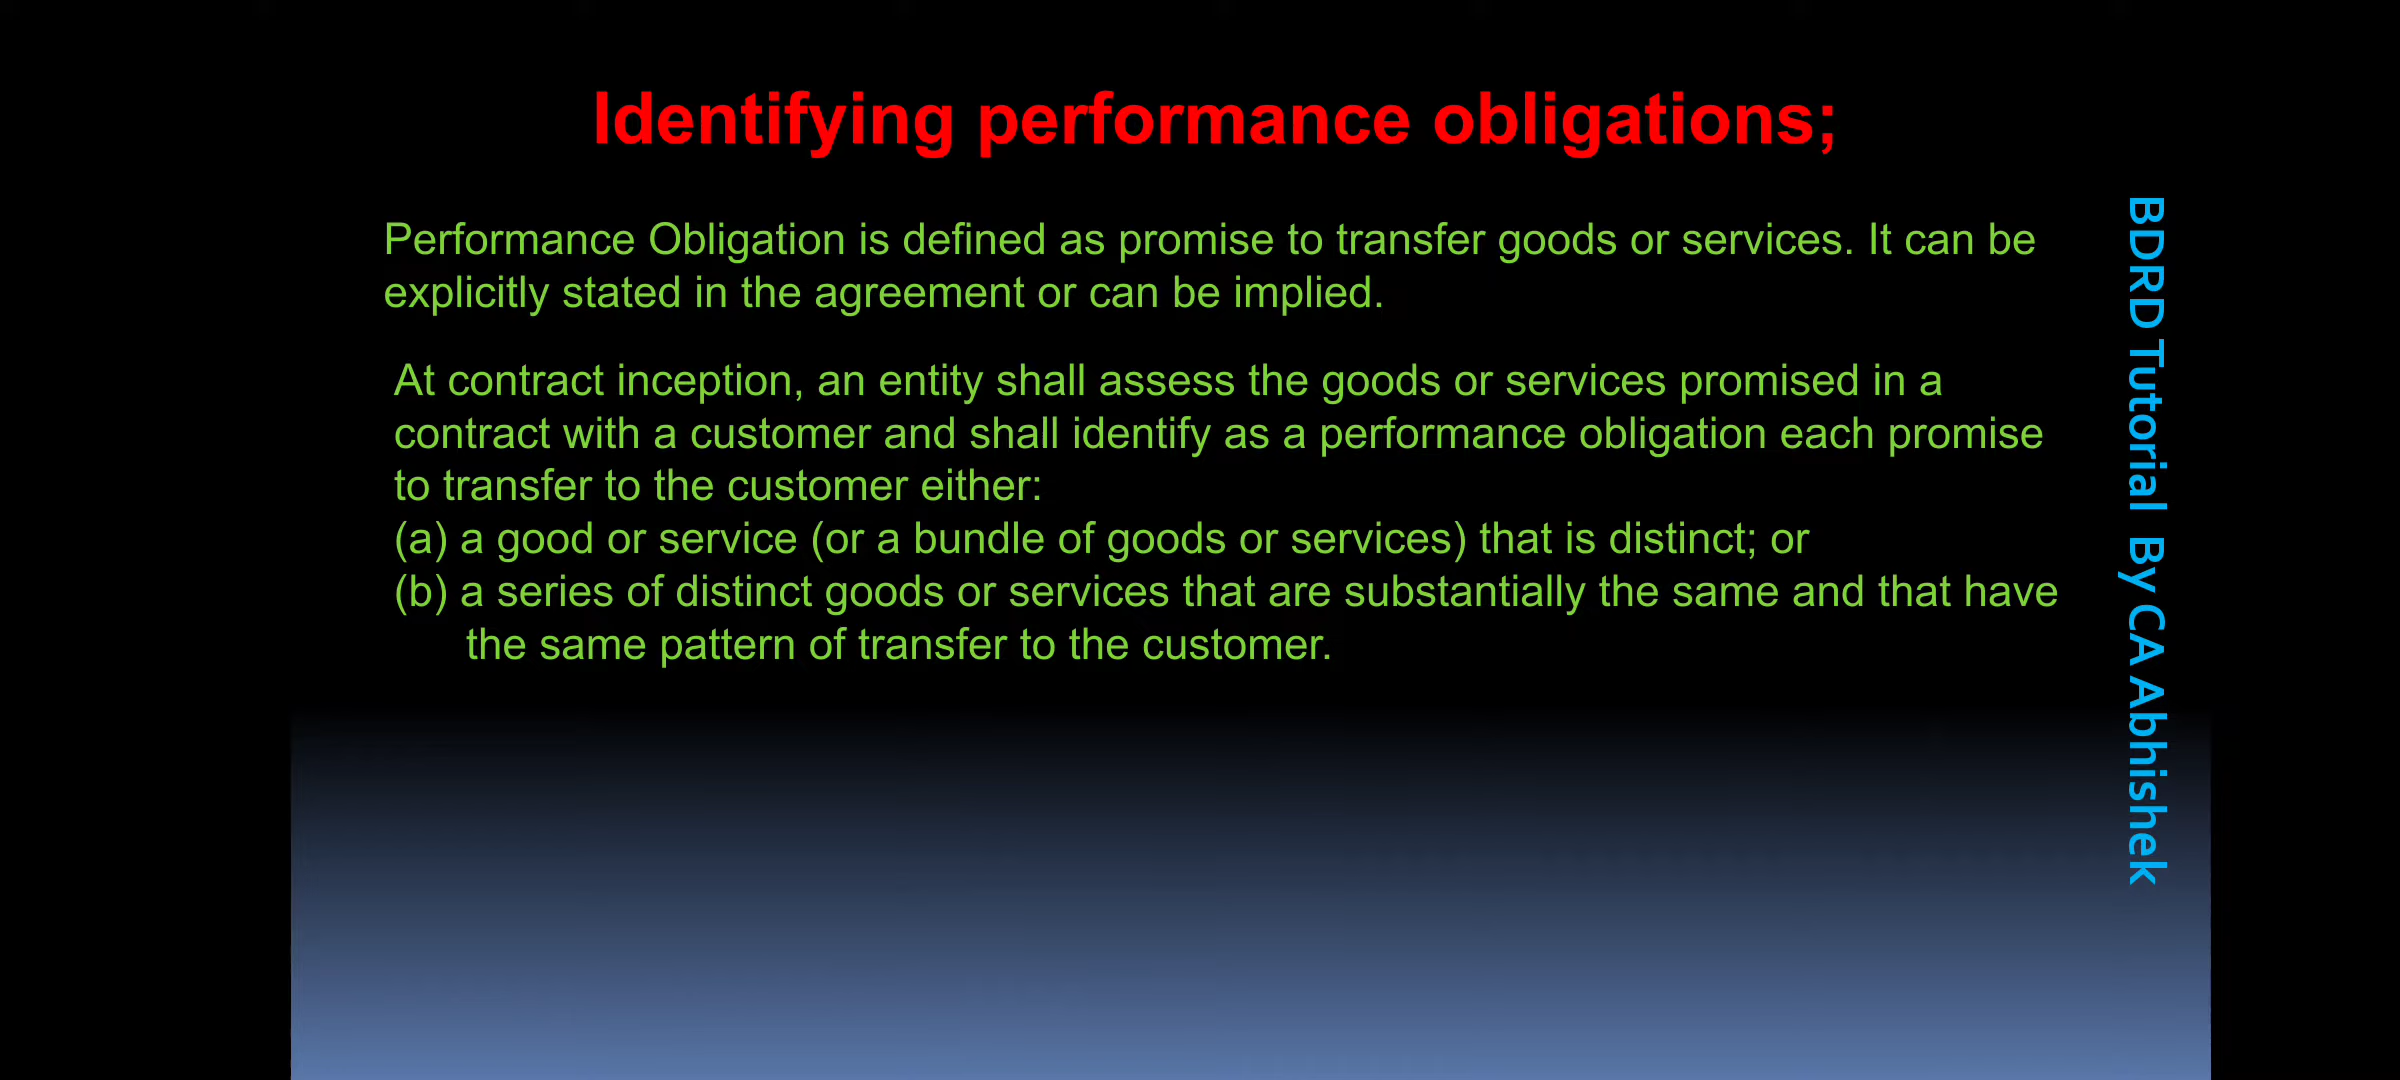 Identifying performance obligations;
Performance Obligation is defined as promise to transfer goods or services. It can be
explicitly stated in the agreement or can be implied.
At contract inception, an entity shall assess the goods or services promised in a
contract with a customer and shall identify as a performance obligation each promise
to transfer to the customer either:
(a) a good or service (or a bundle of goods or services) that is distinct; or
(b) a series of distinct goods or services that are substantially the same and that have
the same pattern of transfer to the customer.
BDRD Tutorial By CA Abhishek